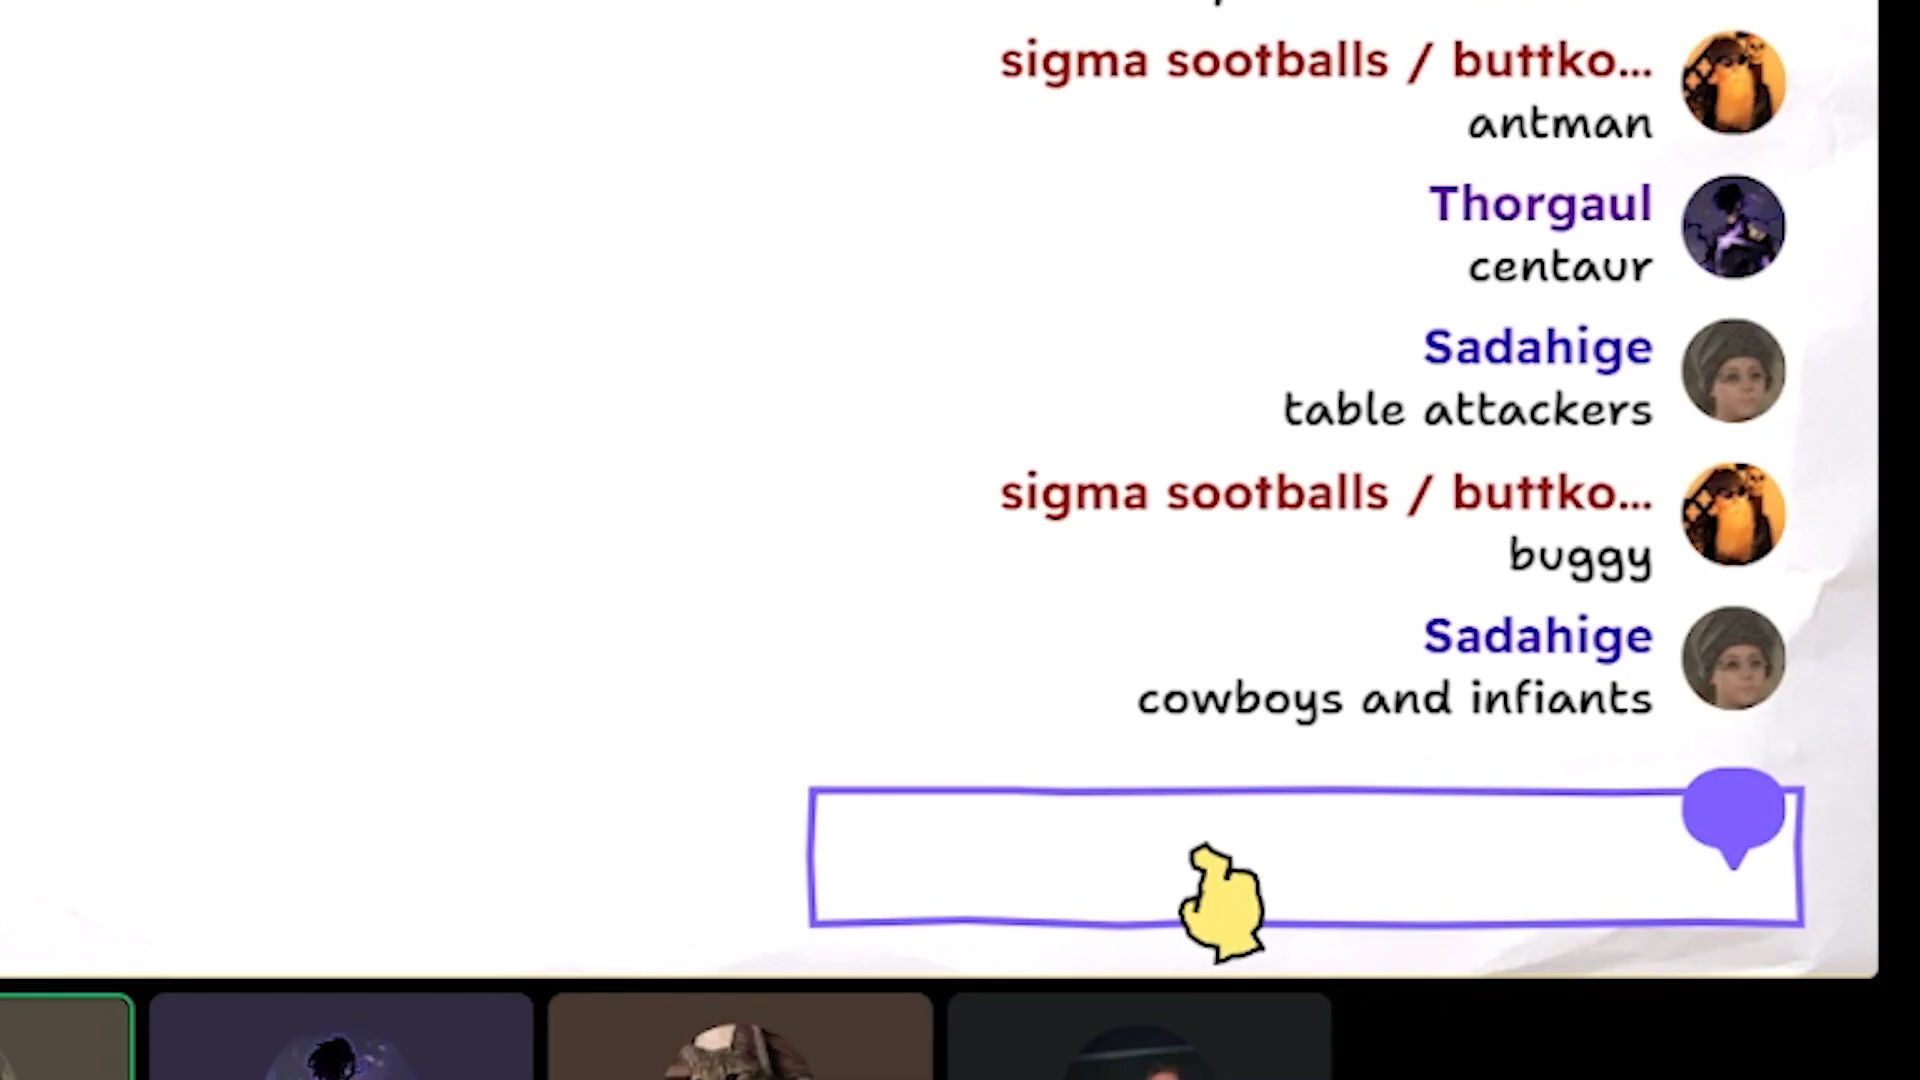 sigma sootballs / buttko...
antman
Thorgaul
centaur
Sadahige
table attackers
sigma sootballs / buttko...
buggy
Sadahige
cowboys and infiants